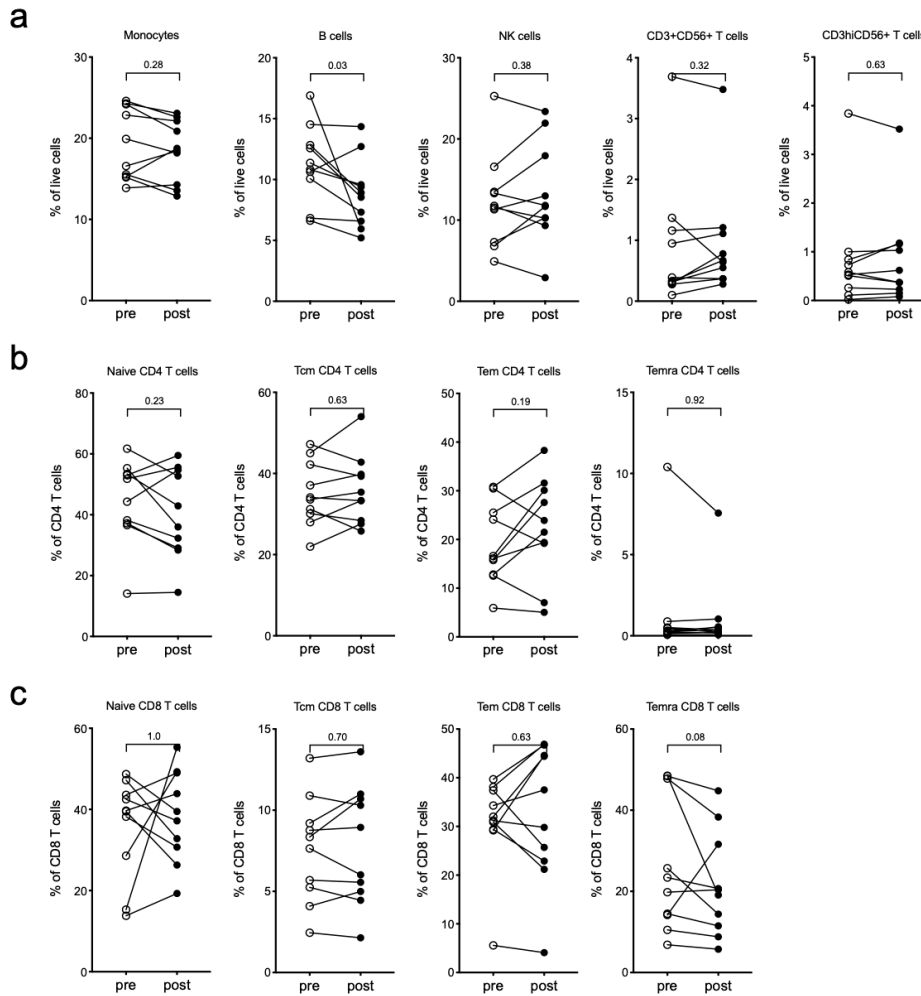 a
Monocytes
B cells
NK cells
CD3+CD56+ T cells
CD3hiCD56+ T cells
0.28
0.03
0.38
0.32
0.63
% of live cells
30
20
10
0
pre
post
% of live cells
20
15
10
5
0
pre
post
% of live cells
30
20
10
0
pre
post
% of live cells
4
3
2
1
0
pre
post
% of live cells
5
4
3
2
1
0
pre
post
b
Naive CD4 T cells
Tcm CD4 T cells
Tem CD4 T cells
Temra CD4 T cells
0.23
0.63
0.19
0.92
% of CD4 T cells
80
60
40
20
0
pre
post
% of CD4 T cells
60
40
20
0
pre
post
% of CD4 T cells
50
40
30
20
10
0
pre
post
% of CD4 T cells
15
10
5
0
pre
post
c
Naive CD8 T cells
Tcm CD8 T cells
Tem CD8 T cells
Temra CD8 T cells
1.0
0.70
0.63
0.08
% of CD8 T cells
60
40
20
0
pre
post
% of CD8 T cells
15
10
5
0
pre
post
% of CD8 T cells
50
40
30
20
10
0
pre
post
% of CD8 T cells
60
40
20
0
pre
post